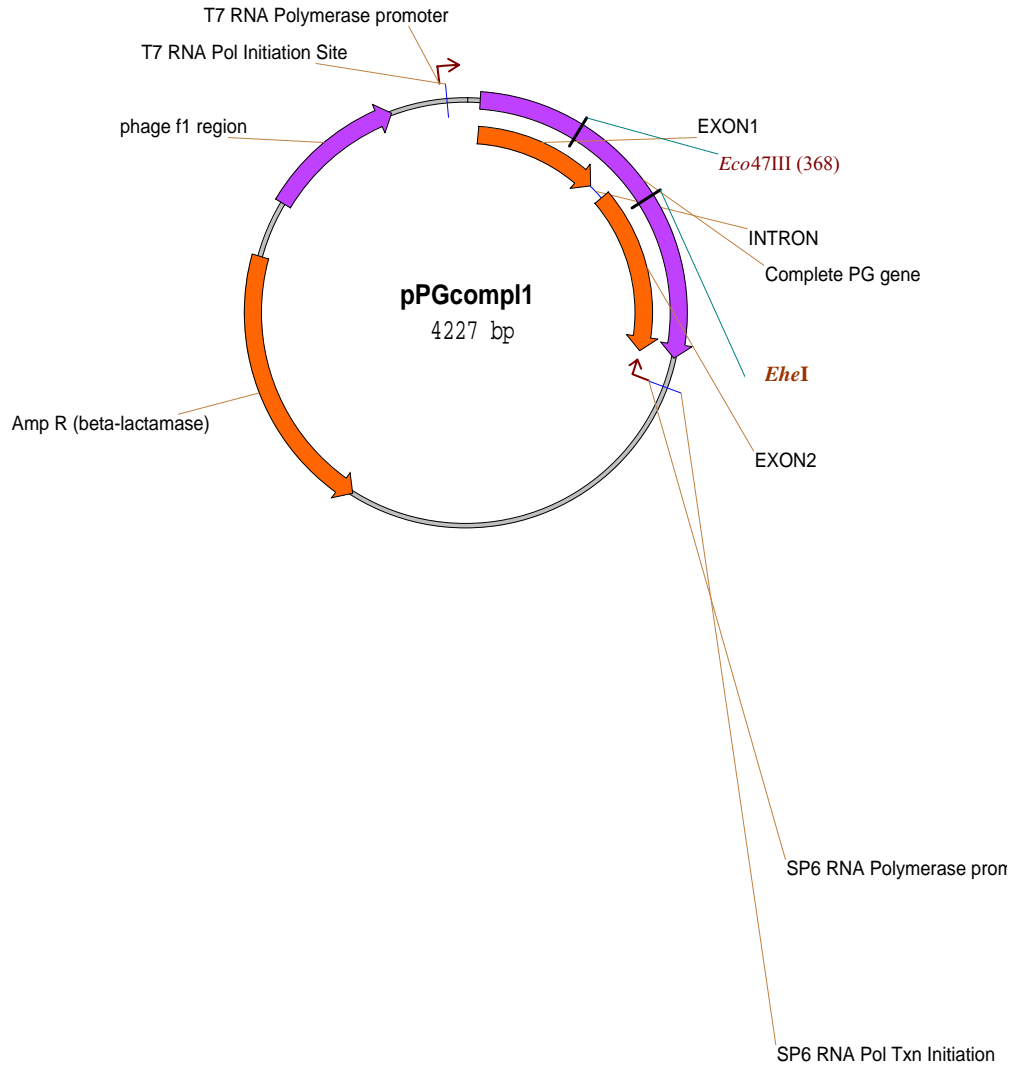 T7 RNA Polymerase promoter
T7 RNA Pol Initiation Site
phage f1 region
EXON1
Eco47III (368)
INTRON
Complete PG gene
pPGcompl1
4227 bp
EheI
Amp R (beta-lactamase)
EXON2
SP6 RNA Polymerase prom
SP6 RNA Pol Txn Initiation